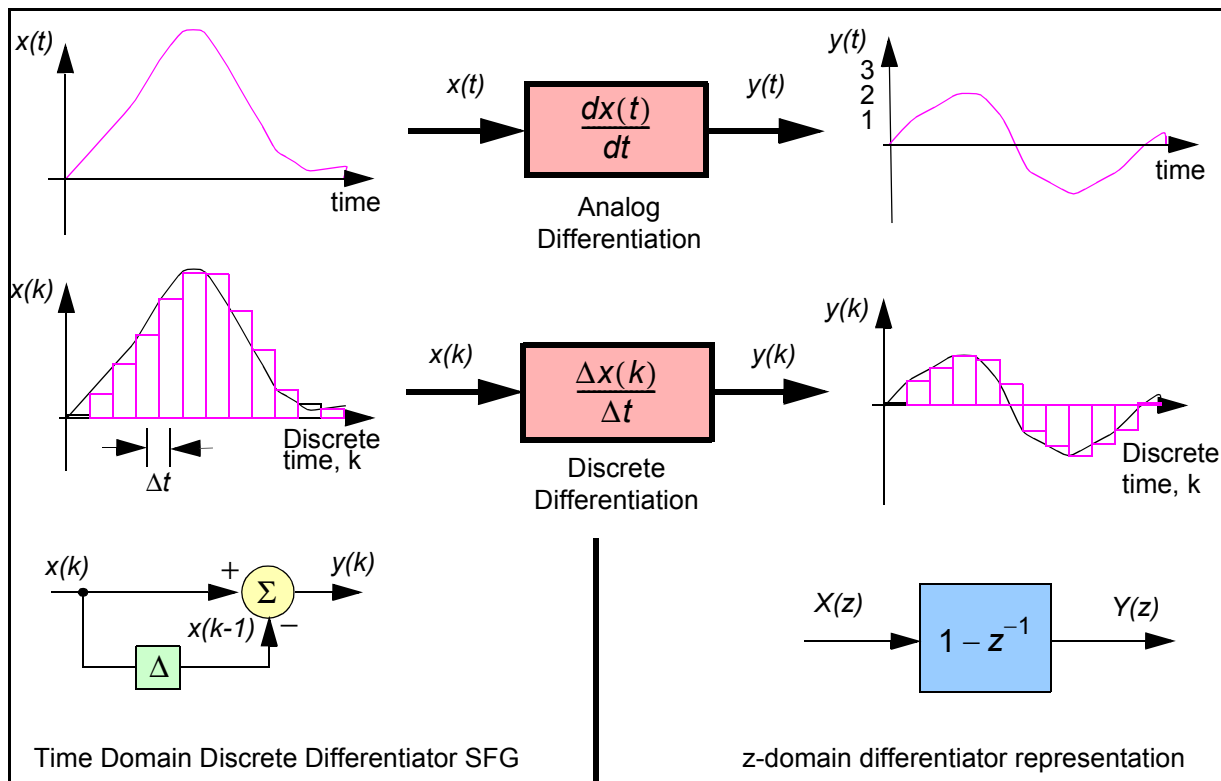 x(t)
time
x(t)
dx(t)
dt
y(t)
Analog
Differentiation
y(t)
3
2
1
time
x(k)
Discrete
time, k
Δt
x(k)
Δx(k)
Δt
y(k)
Discrete
Differentiation
y(k)
Discrete
time, k
x(k)
+
Σ
y(k)
x(k-1)
−
Δ
X(z)
1 – z⁻¹
Y(z)
Time Domain Discrete Differentiator SFG
z-domain differentiator representation